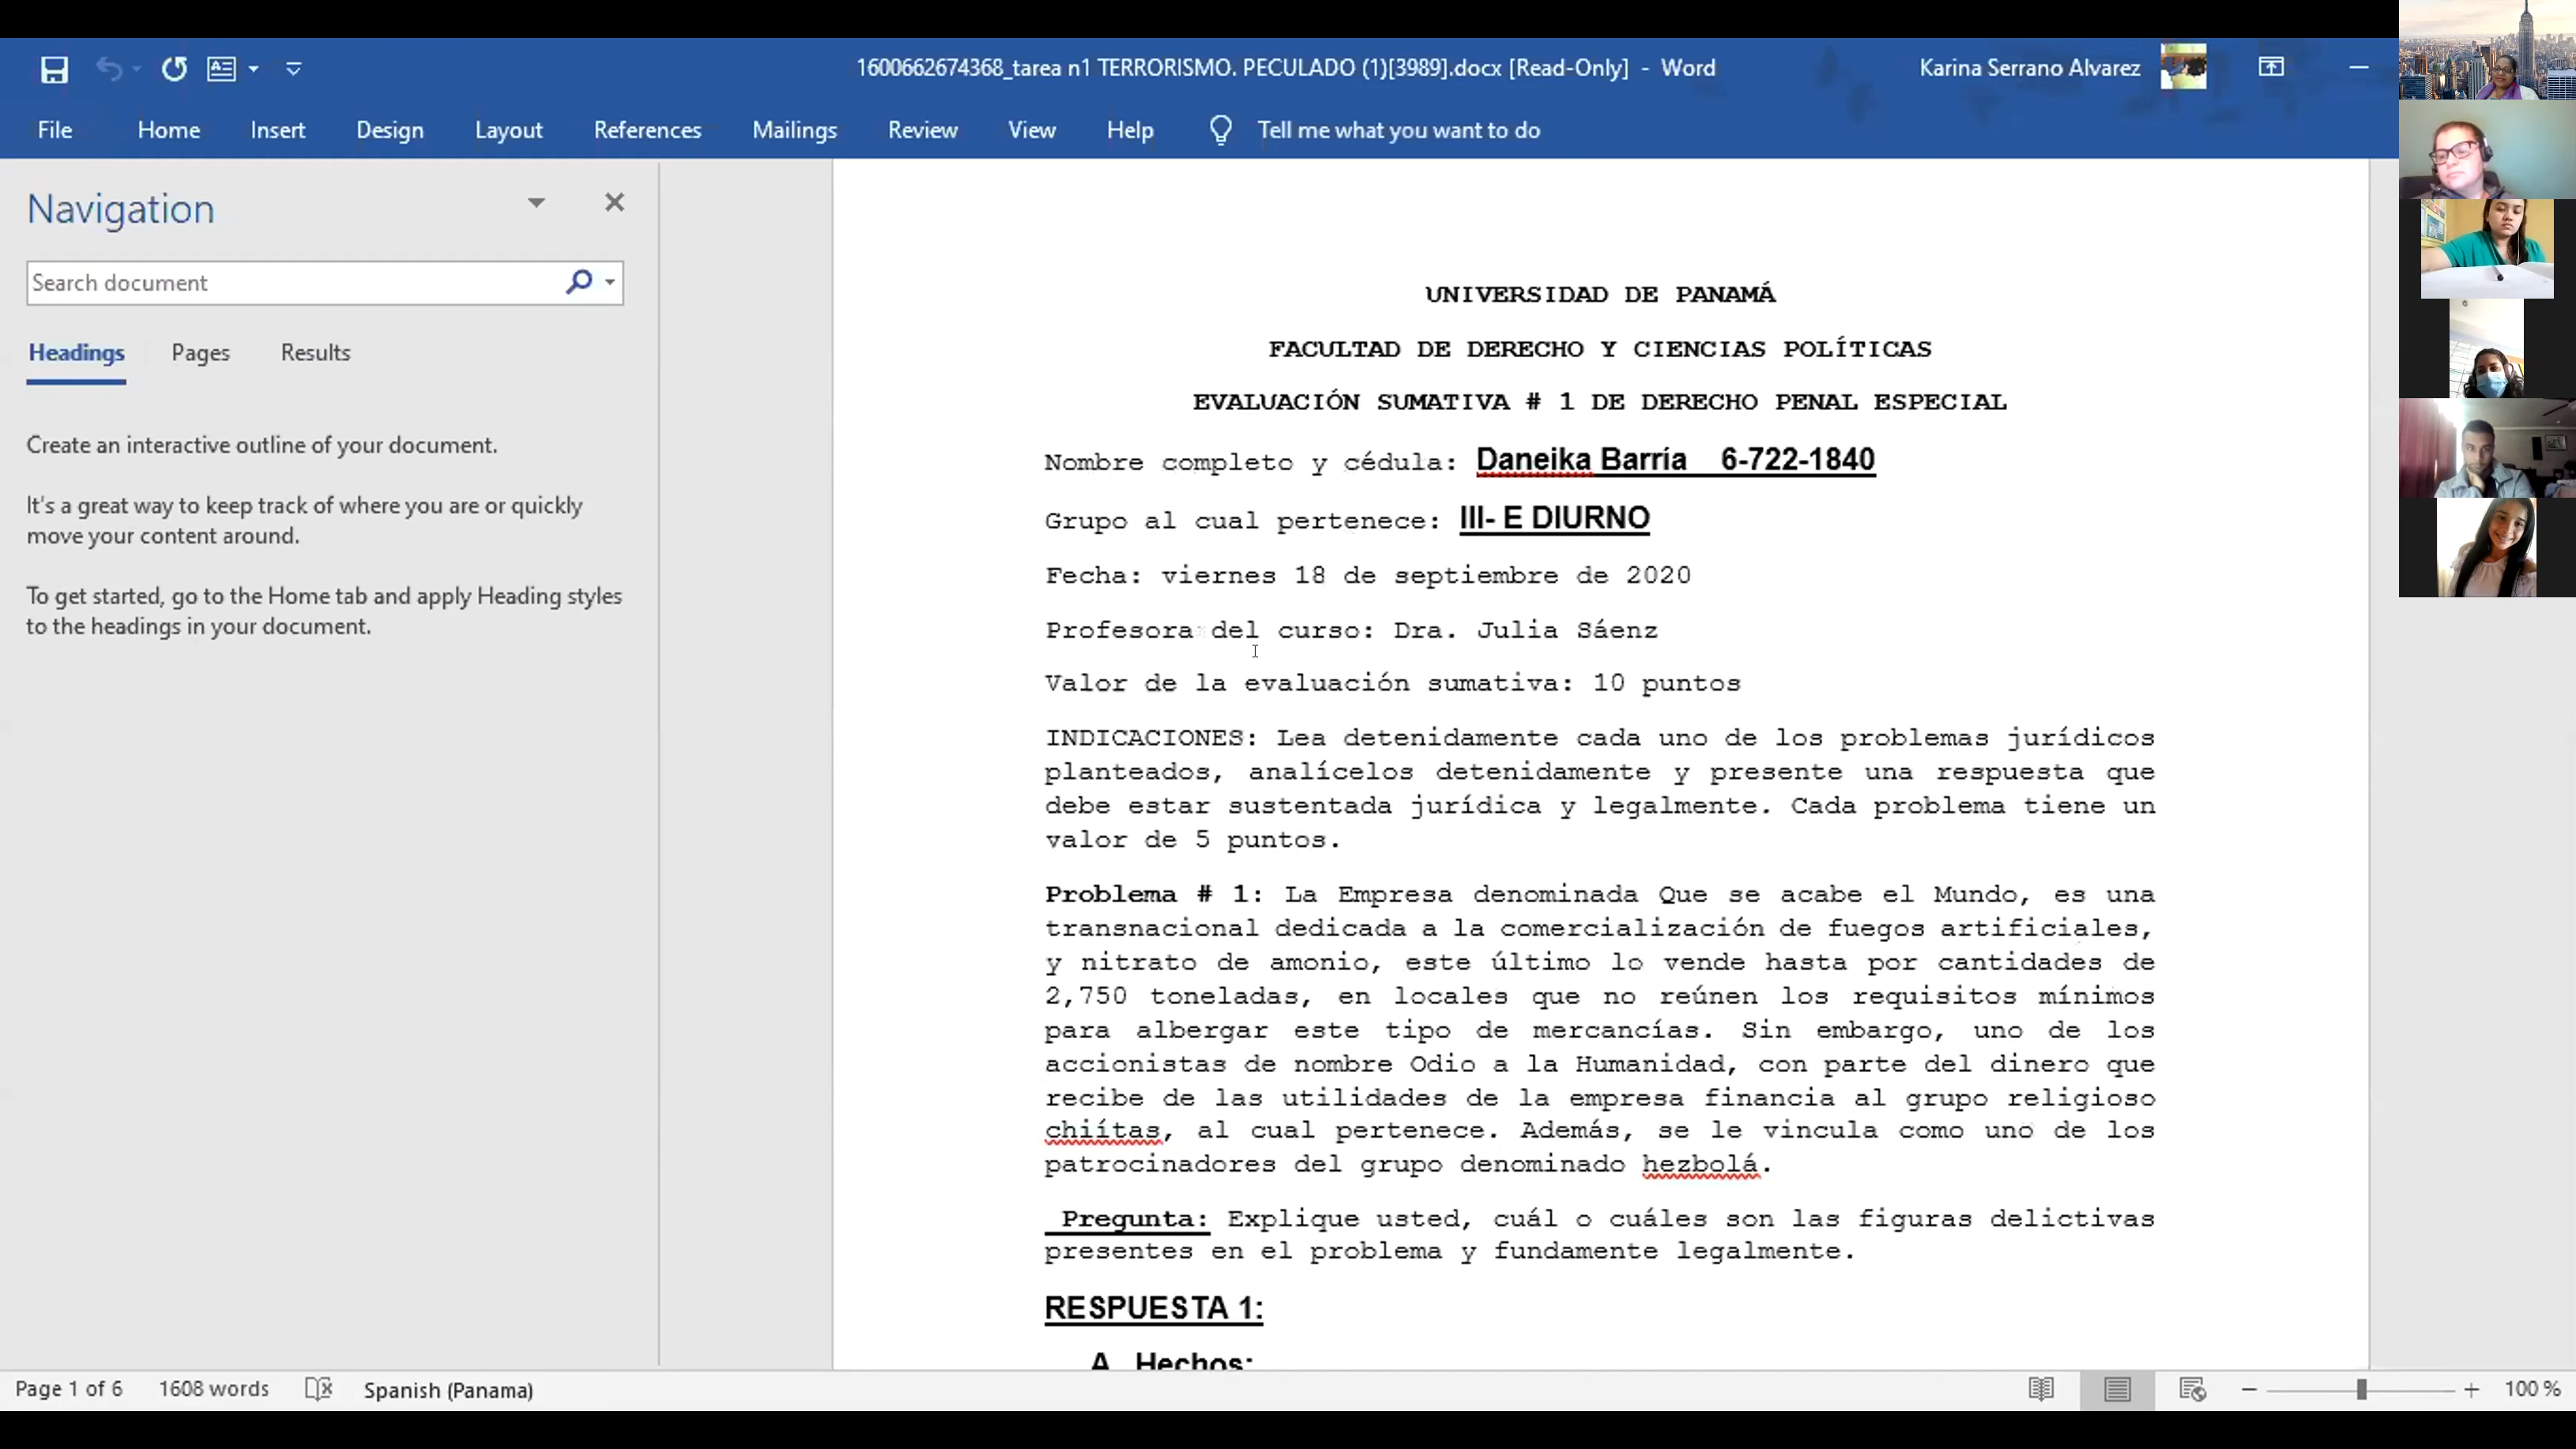 1600662674368_tarea n1 TERRORISMO. PECULADO (1)[3989].docx [Read-Only] - Word
Karina Serrano Alvarez
File Home Insert Design Layout References Mailings Review View Help Tell me what you want to do
Navigation
Search document
Headings Pages Results
Create an interactive outline of your document.
It's a great way to keep track of where you are or quickly
move your content around.
To get started, go to the Home tab and apply Heading styles
to the headings in your document.
UNIVERSIDAD DE PANAMÁ
FACULTAD DE DERECHO Y CIENCIAS POLÍTICAS
EVALUACIÓN SUMATIVA # 1 DE DERECHO PENAL ESPECIAL
Nombre completo y cédula: Daneika Barría 6-722-1840
Grupo al cual pertenece: III- E DIURNO
Fecha: viernes 18 de septiembre de 2020
Profesora del curso: Dra. Julia Sáenz
Valor de la evaluación sumativa: 10 puntos
INDICACIONES: Lea detenidamente cada uno de los problemas jurídicos
planteados, analícelos detenidamente y presente una respuesta que
debe estar sustentada jurídica y legalmente. Cada problema tiene un
valor de 5 puntos.
Problema # 1: La Empresa denominada Que se acabe el Mundo, es una
transnacional dedicada a la comercialización de fuegos artificiales,
y nitrato de amonio, este último lo vende hasta por cantidades de
2,750 toneladas, en locales que no reúnen los requisitos mínimos
para albergar este tipo de mercancías. Sin embargo, uno de los
accionistas de nombre Odio a la Humanidad, con parte del dinero que
recibe de las utilidades de la empresa financia al grupo religioso
chiítas, al cual pertenece. Además, se le vincula como uno de los
patrocinadores del grupo denominado hezbolá.
Pregunta: Explique usted, cuál o cuáles son las figuras delictivas
presentes en el problema y fundamente legalmente.
RESPUESTA 1:
A. Hechos:
Page 1 of 6 1608 words Spanish (Panama) 100 %